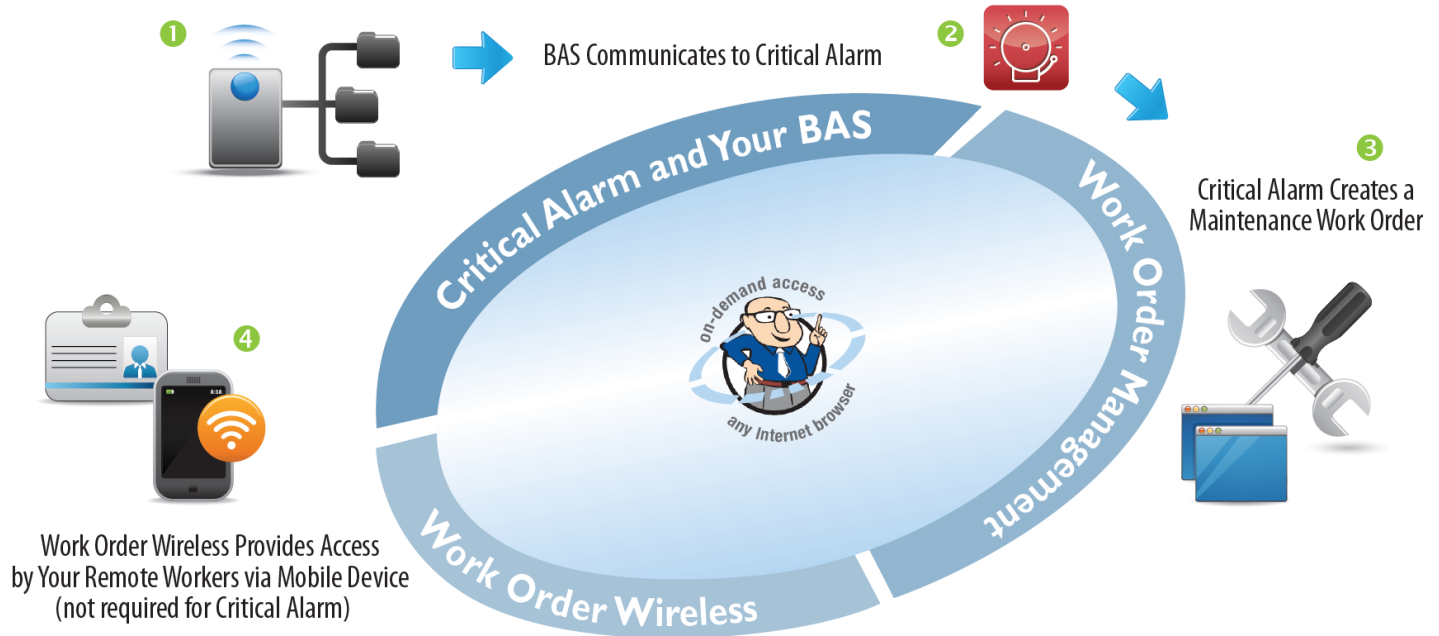 1
BAS Communicates to Critical Alarm
2
3
Critical Alarm Creates a
Maintenance Work Order
Critical Alarm and Your BAS
Work Order Management
Work Order Wireless
on-demand access
any Internet browser
4
8:58
Work Order Wireless Provides Access
by Your Remote Workers via Mobile Device
(not required for Critical Alarm)